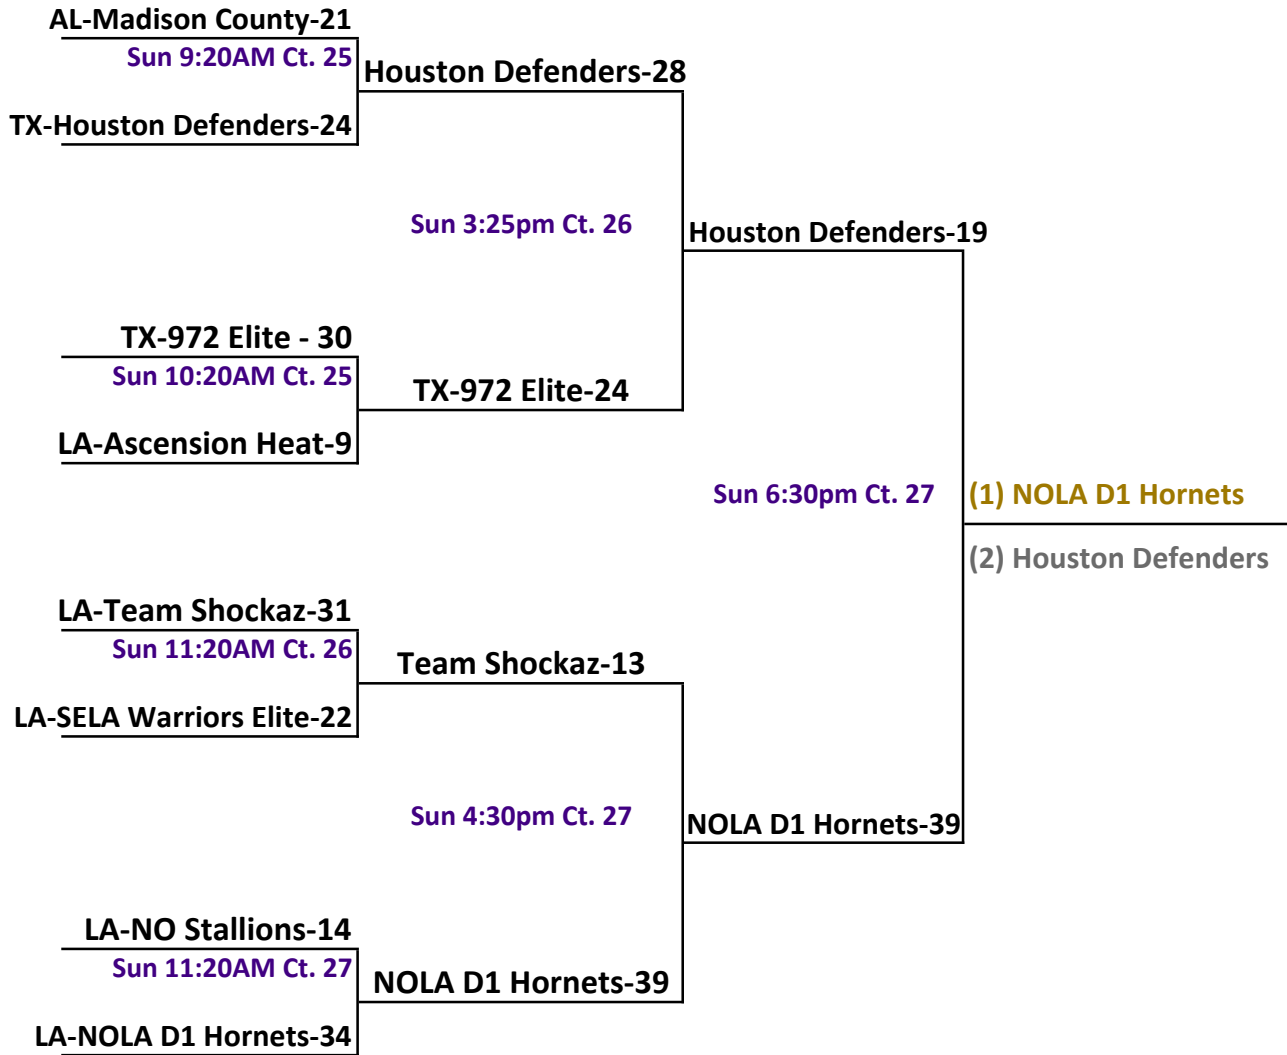 AL-Madison County-21
Sun 9:20AM Ct. 25
Houston Defenders-28
TX-Houston Defenders-24
Sun 3:25pm Ct. 26
Houston Defenders-19
TX-972 Elite - 30
Sun 10:20AM Ct. 25
TX-972 Elite-24
LA-Ascension Heat-9
Sun 6:30pm Ct. 27
(1) NOLA D1 Hornets
(2) Houston Defenders
LA-Team Shockaz-31
Sun 11:20AM Ct. 26
Team Shockaz-13
LA-SELA Warriors Elite-22
Sun 4:30pm Ct. 27
NOLA D1 Hornets-39
LA-NO Stallions-14
Sun 11:20AM Ct. 27
NOLA D1 Hornets-39
LA-NOLA D1 Hornets-34